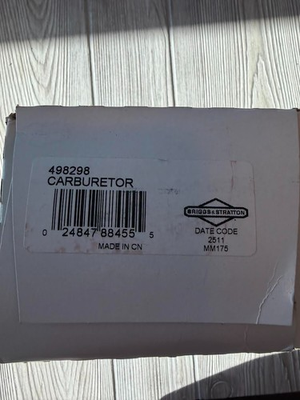 498298
CARBURETOR
0 24847 88455 5
MADE IN CN
BRIGGS & STRATTON
DATE CODE
2511
MM175